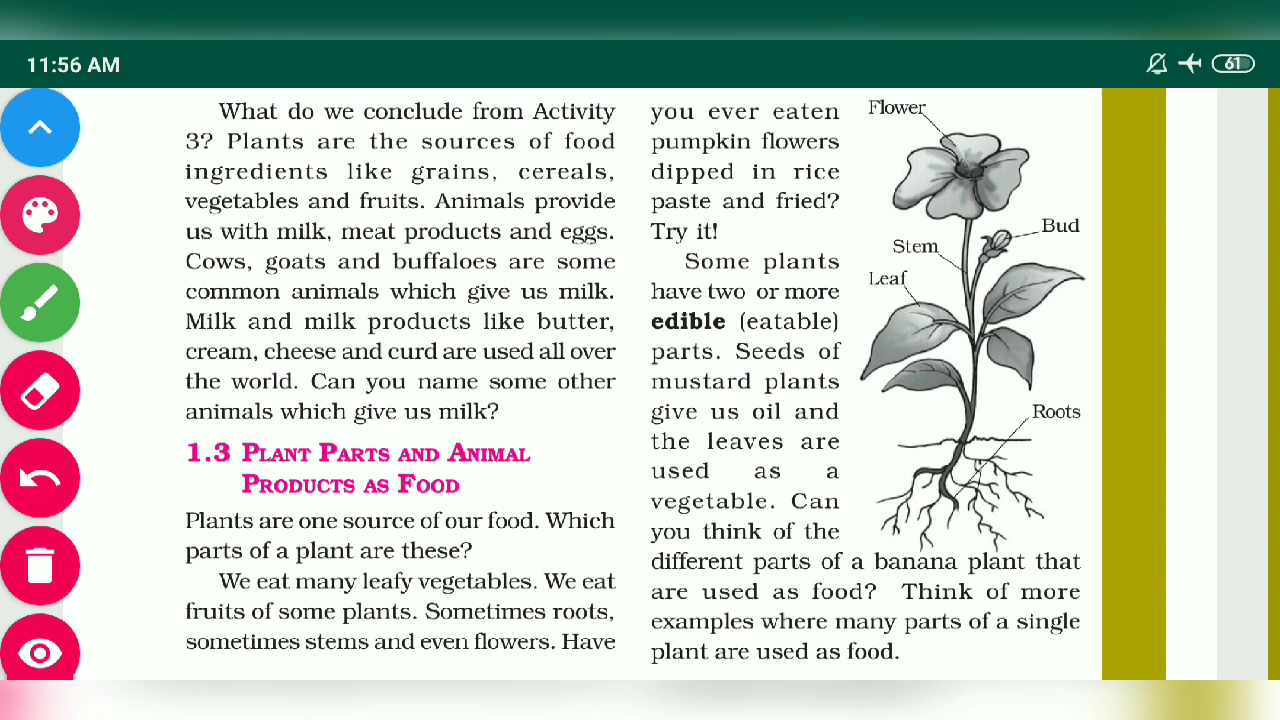 11:56 AM
61
What do we conclude from Activity
3? Plants are the sources of food
ingredients like grains, cereals,
vegetables and fruits. Animals provide
us with milk, meat products and eggs.
Cows, goats and buffaloes are some
common animals which give us milk.
Milk and milk products like butter,
cream, cheese and curd are used all over
the world. Can you name some other
animals which give us milk?
1.3 PLANT PARTS AND ANIMAL
PRODUCTS AS FOOD
Plants are one source of our food. Which
parts of a plant are these?
We eat many leafy vegetables. We eat
fruits of some plants. Sometimes roots,
sometimes stems and even flowers. Have
you ever eaten
pumpkin flowers
dipped in rice
paste and fried?
Try it!
Some plants
have two or more
edible (eatable)
parts. Seeds of
mustard plants
give us oil and
the leaves are
used as a
vegetable. Can
you think of the
different parts of a banana plant that
are used as food? Think of more
examples where many parts of a single
plant are used as food.
Flower
Bud
Stem
Leaf
Roots